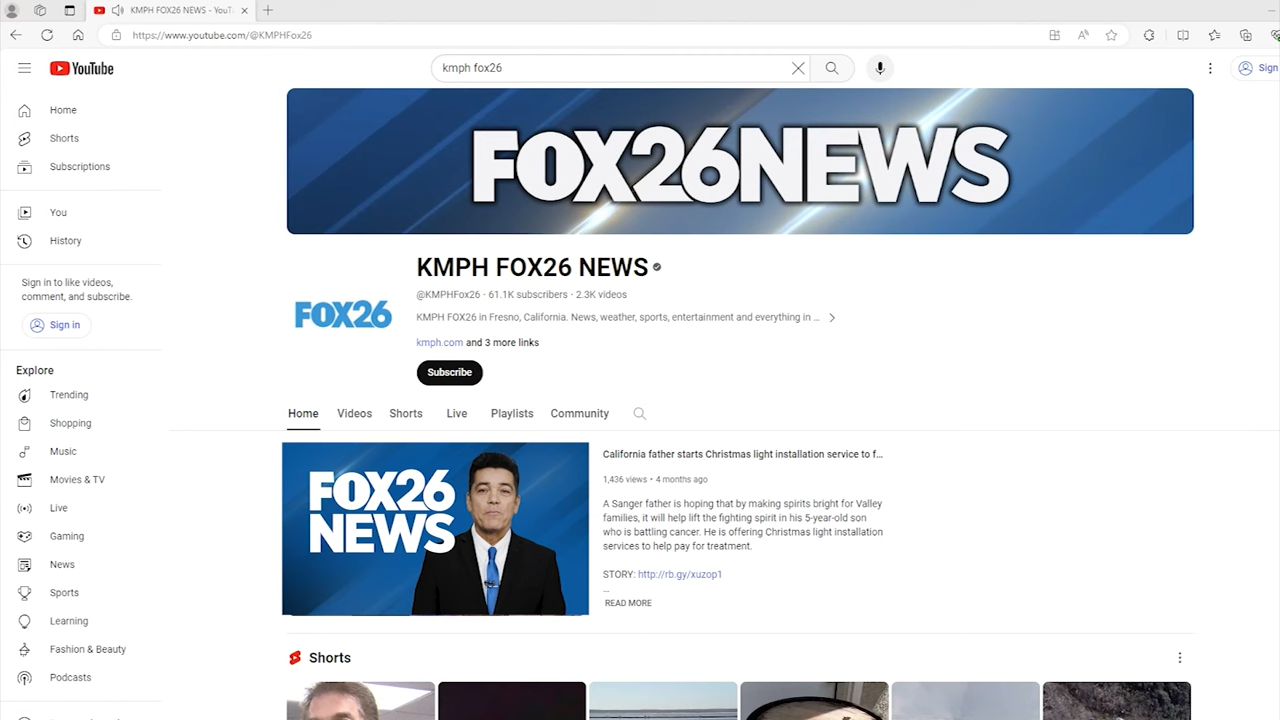 KMPH FOX26 NEWS - YouT
https://www.youtube.com/@KMPHFox26
YouTube
kmph fox26
Sign
Home
Shorts
Subscriptions
You
History
Sign in to like videos,
comment, and subscribe.
Sign in
Explore
Trending
Shopping
Music
Movies & TV
Live
Gaming
News
Sports
Learning
Fashion & Beauty
Podcasts
FOX26NEWS
FOX26
KMPH FOX26 NEWS
@KMPHFox26 · 61.1K subscribers · 2.3K videos
KMPH FOX26 in Fresno, California. News, weather, sports, entertainment and everything in ...
kmph.com and 3 more links
Subscribe
Home Videos Shorts Live Playlists Community
FOX26
NEWS
California father starts Christmas light installation service to f...
1,436 views • 4 months ago
A Sanger father is hoping that by making spirits bright for Valley
families, it will help lift the fighting spirit in his 5-year-old son
who is battling cancer. He is offering Christmas light installation
services to help pay for treatment.
STORY: http://rb.gy/xuzop1
...
READ MORE
Shorts